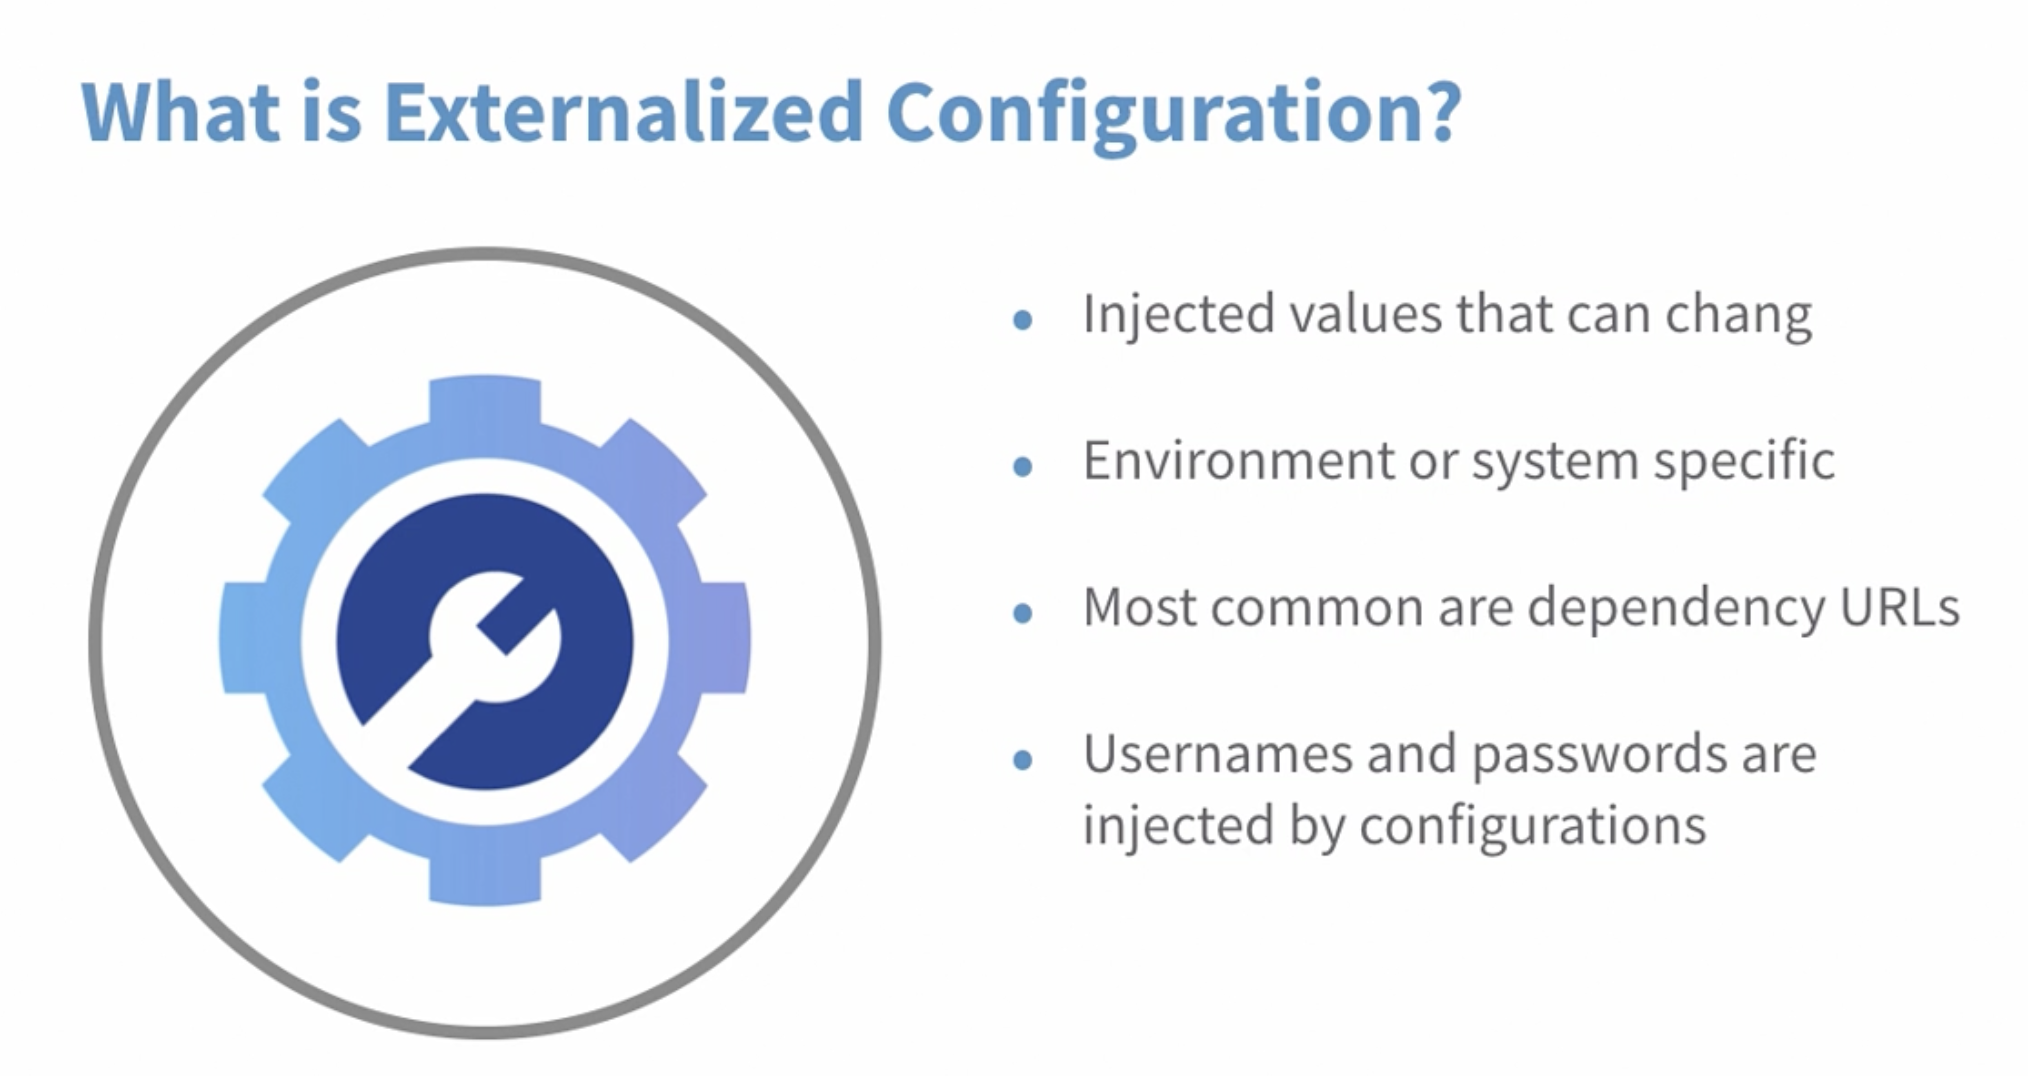 What is Externalized Configuration?
• Injected values that can chang
• Environment or system specific
• Most common are dependency URLs
• Usernames and passwords are
injected by configurations